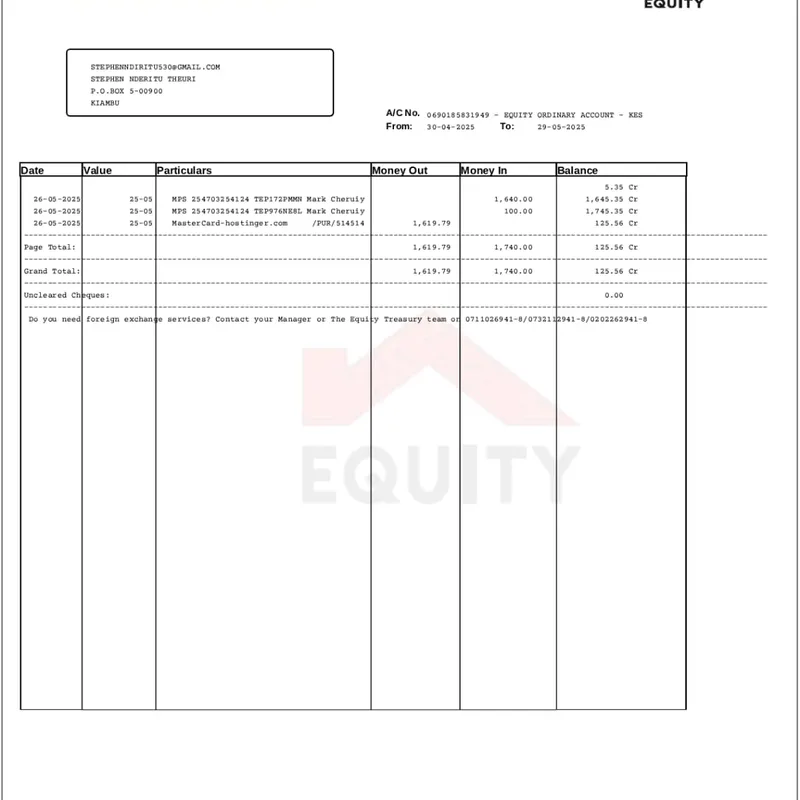 EQUITY
STEPHENNDIRITU530@GMAIL.COM
STEPHEN NDERITU THEURI
P.O.BOX 5-00900
KIAMBU
A/C No. 0690185831949 - EQUITY ORDINARY ACCOUNT - KES
From: 30-04-2025 To: 29-05-2025
Date Value Particulars Money Out Money In Balance
5.35 Cr
26-05-2025 25-05 MPS 254703254124 TEP172PMMN Mark Cheruiy 1,640.00 1,645.35 Cr
26-05-2025 25-05 MPS 254703254124 TEP976NE8L Mark Cheruiy 100.00 1,745.35 Cr
26-05-2025 25-05 MasterCard-hostinger.com /PUR/514514 1,619.79 125.56 Cr
Page Total: 1,619.79 1,740.00 125.56 Cr
Grand Total: 1,619.79 1,740.00 125.56 Cr
Uncleared Cheques: 0.00
Do you need foreign exchange services? Contact your Manager or The Equity Treasury team on 0711026941-8/0732112941-8/0202262941-8
EQUITY